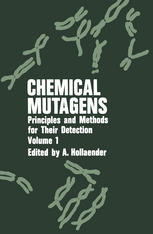 CHEMICAL
MUTAGENS
Principles and Methods
for Their Detection
Volume 1
Edited by A. Hollaender